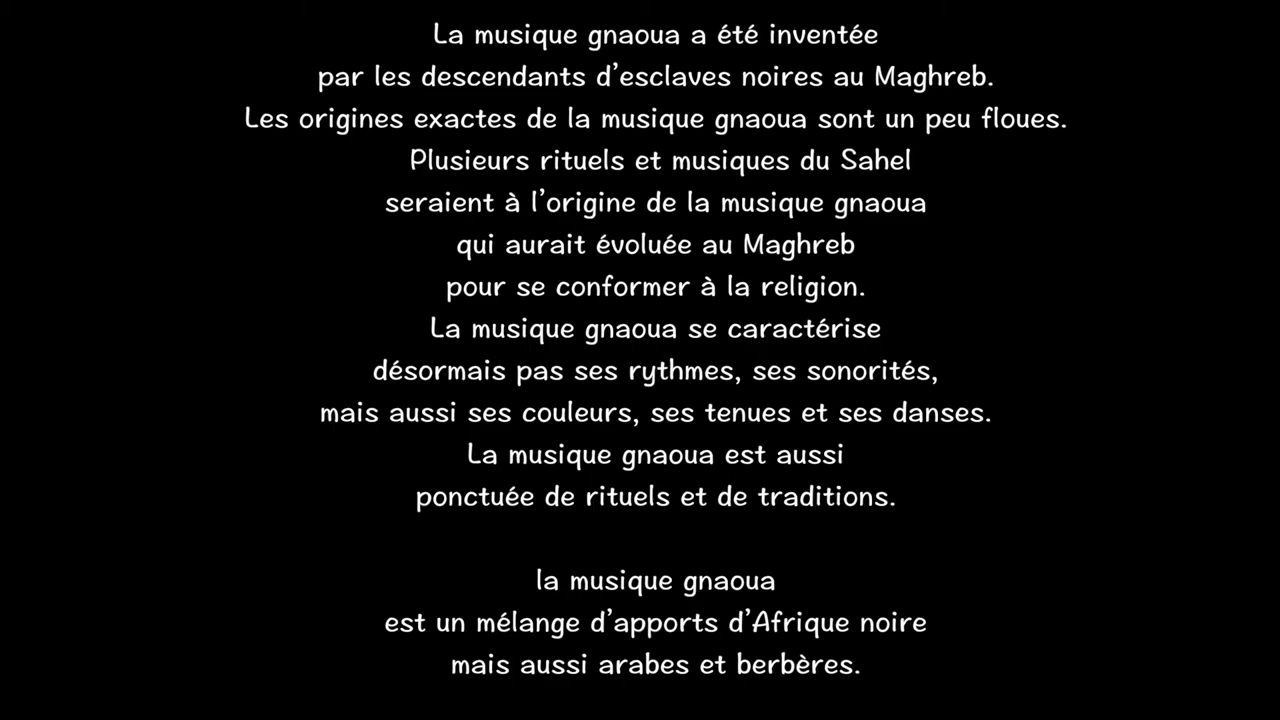 La musique gnaoua a été inventée
par les descendants d’esclaves noires au Maghreb.
Les origines exactes de la musique gnaoua sont un peu floues.
Plusieurs rituels et musiques du Sahel
seraient à l’origine de la musique gnaoua
qui aurait évoluée au Maghreb
pour se conformer à la religion.
La musique gnaoua se caractérise
désormais pas ses rythmes, ses sonorités,
mais aussi ses couleurs, ses tenues et ses danses.
La musique gnaoua est aussi
ponctuée de rituels et de traditions.
la musique gnaoua
est un mélange d’apports d’Afrique noire
mais aussi arabes et berbères.